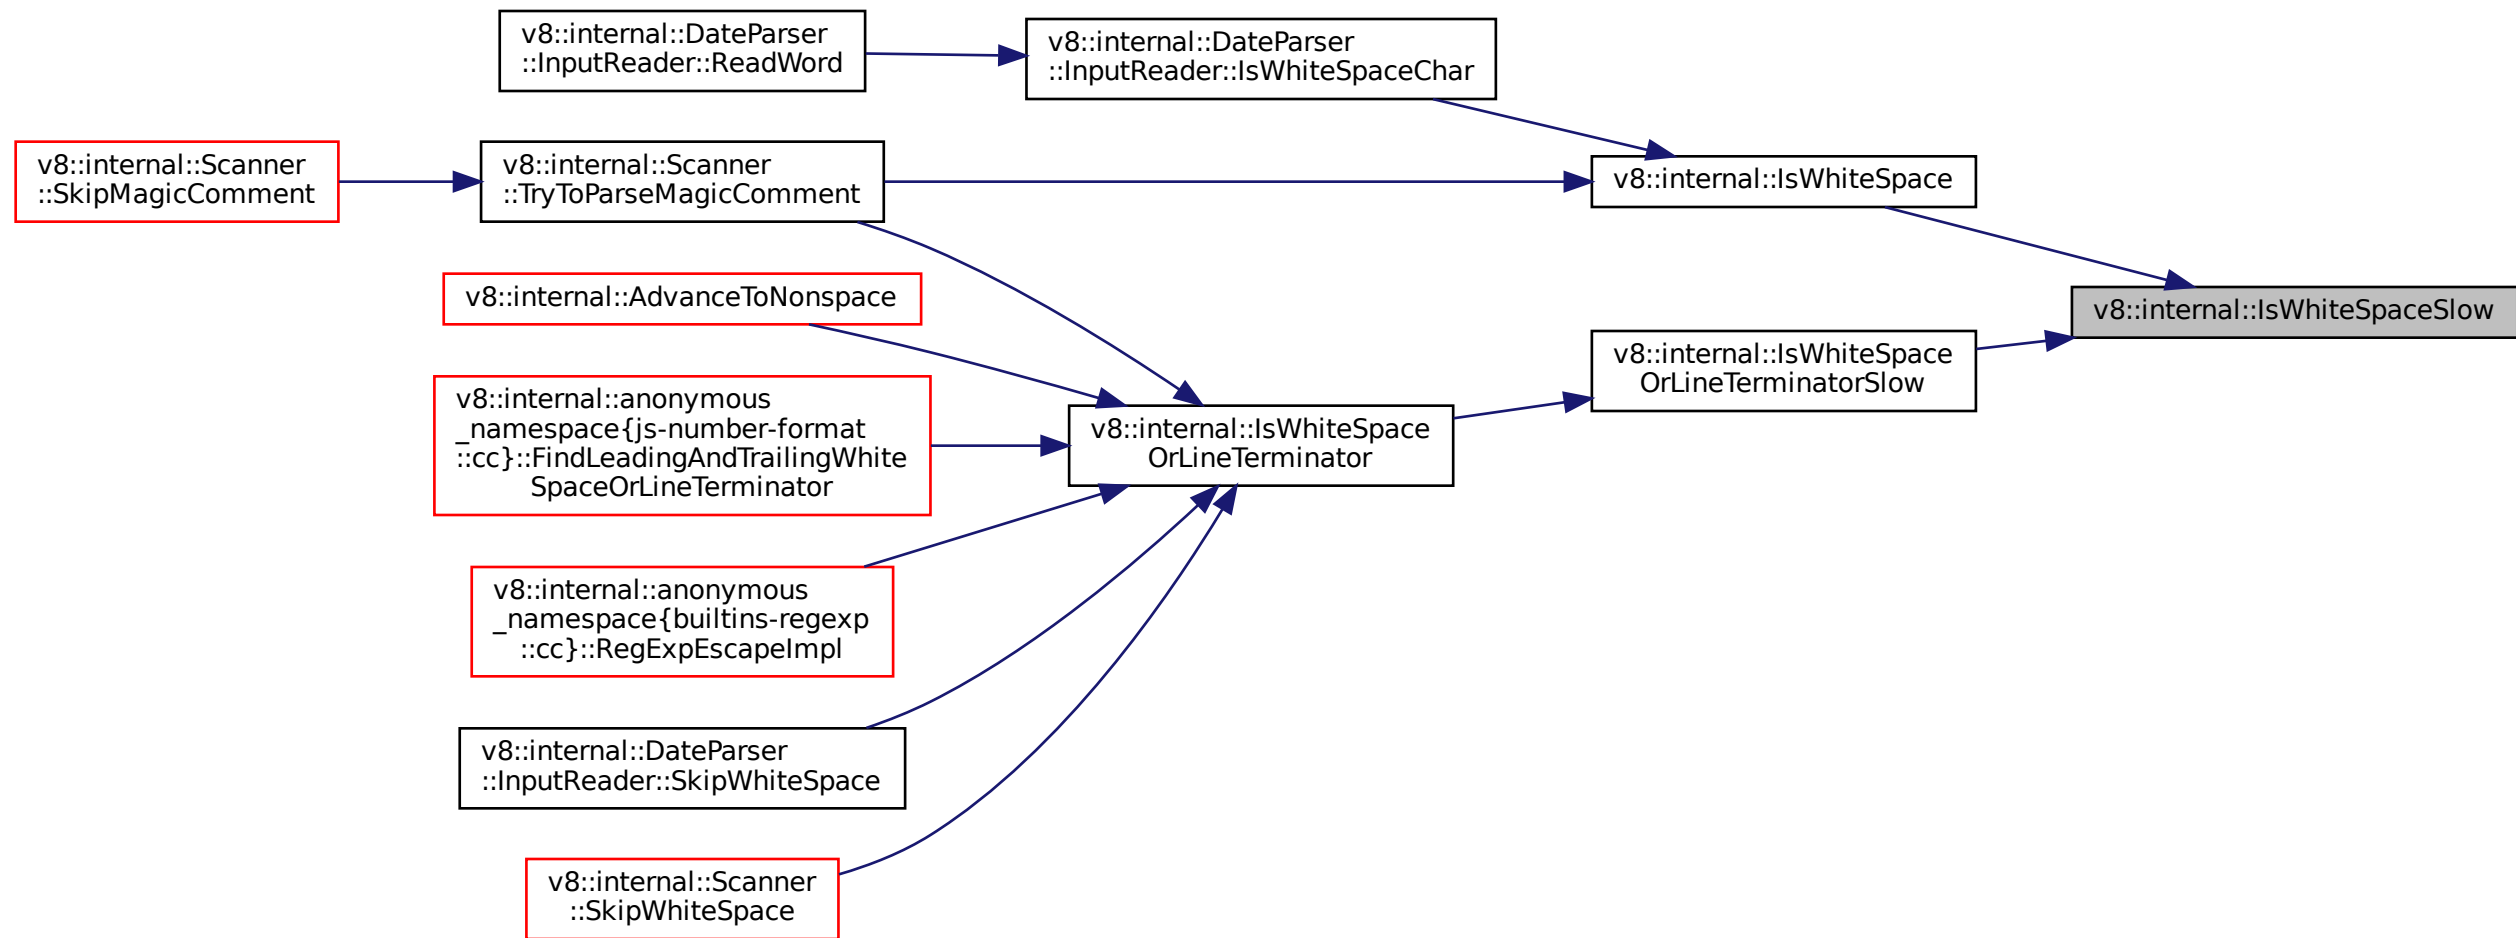 v8::internal::DateParser
::InputReader::ReadWord
v8::internal::DateParser
::InputReader::IsWhiteSpaceChar
v8::internal::Scanner
::SkipMagicComment
v8::internal::Scanner
::TryToParseMagicComment
v8::internal::IsWhiteSpace
v8::internal::AdvanceToNonspace
v8::internal::IsWhiteSpaceSlow
v8::internal::IsWhiteSpace
OrLineTerminatorSlow
v8::internal::anonymous
_namespace{js-number-format
::cc}::FindLeadingAndTrailingWhite
SpaceOrLineTerminator
v8::internal::IsWhiteSpace
OrLineTerminator
v8::internal::anonymous
_namespace{builtins-regexp
::cc}::RegExpEscapeImpl
v8::internal::DateParser
::InputReader::SkipWhiteSpace
v8::internal::Scanner
::SkipWhiteSpace